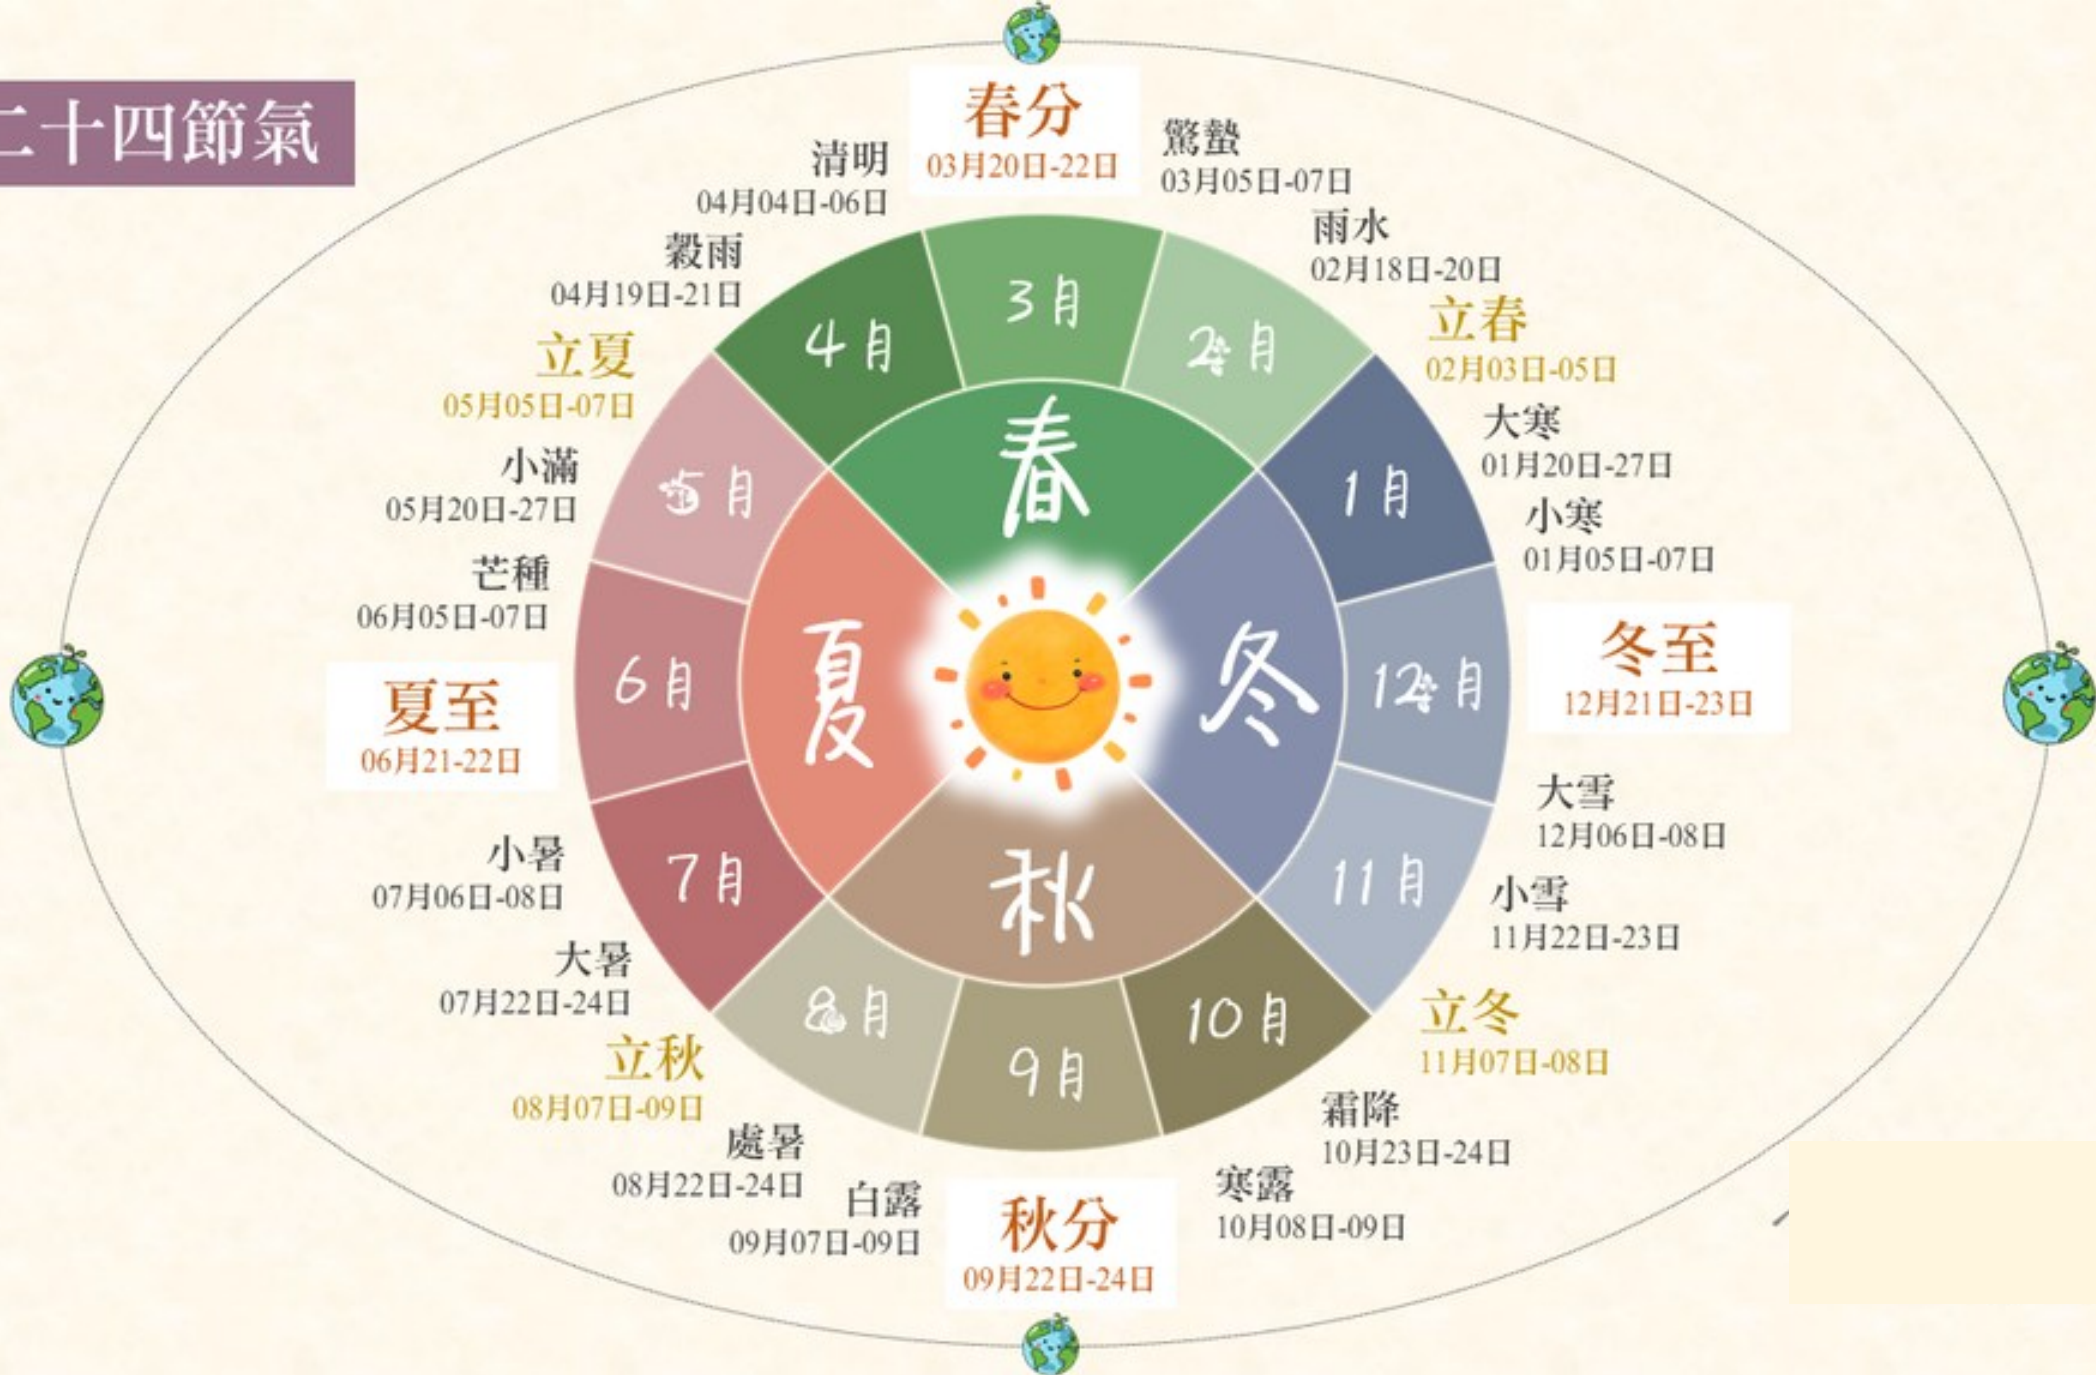 二十四節氣
春分
03月20日-22日
驚蟄
03月05日-07日
雨水
02月18日-20日
立春
02月03日-05日
大寒
01月20日-27日
小寒
01月05日-07日
冬至
12月21日-23日
大雪
12月06日-08日
小雪
11月22日-23日
立冬
11月07日-08日
霜降
10月23日-24日
寒露
10月08日-09日
秋分
09月22日-24日
白露
09月07日-09日
處暑
08月22日-24日
立秋
08月07日-09日
大暑
07月22日-24日
小暑
07月06日-08日
夏至
06月21-22日
芒種
06月05日-07日
小滿
05月20日-27日
立夏
05月05日-07日
穀雨
04月19日-21日
清明
04月04日-06日
3月
2月
1月
12月
11月
10月
9月
8月
7月
6月
5月
4月
春
冬
秋
夏